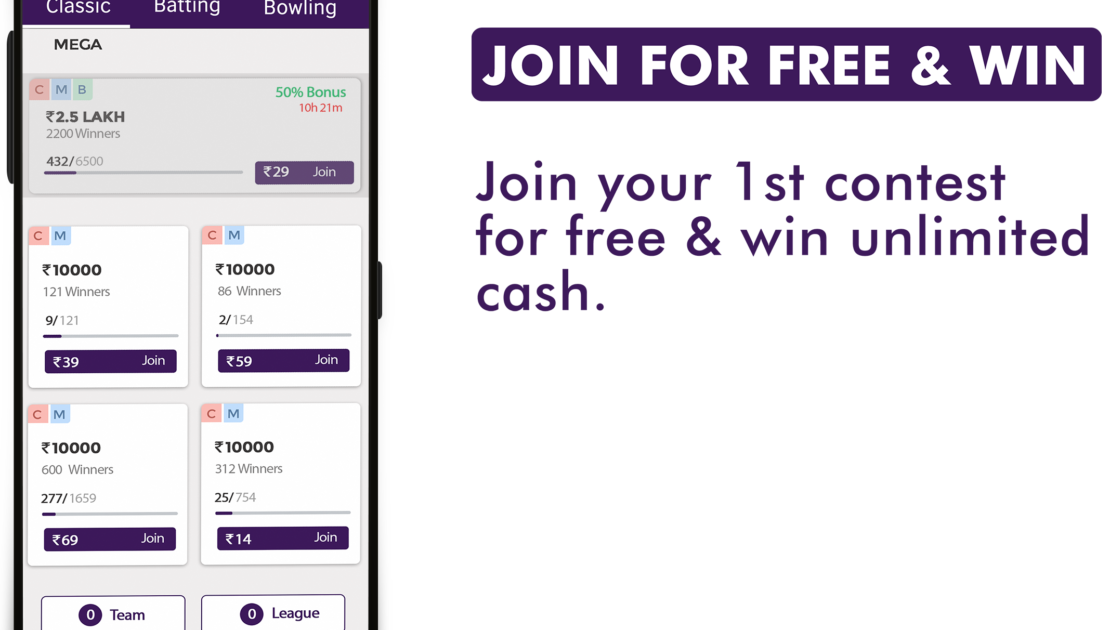 Classic Batting Bowling
MEGA
C M B
50% Bonus
10h 21m
₹2.5 LAKH
2200 Winners
432/6500
₹29 Join
C M
₹10000
121 Winners
9/121
₹39 Join
C M
₹10000
86 Winners
2/154
₹59 Join
C M
₹10000
600 Winners
277/1659
₹69 Join
C M
₹10000
312 Winners
25/754
₹14 Join
0 Team
0 League
JOIN FOR FREE & WIN
Join your 1st contest
for free & win unlimited
cash.